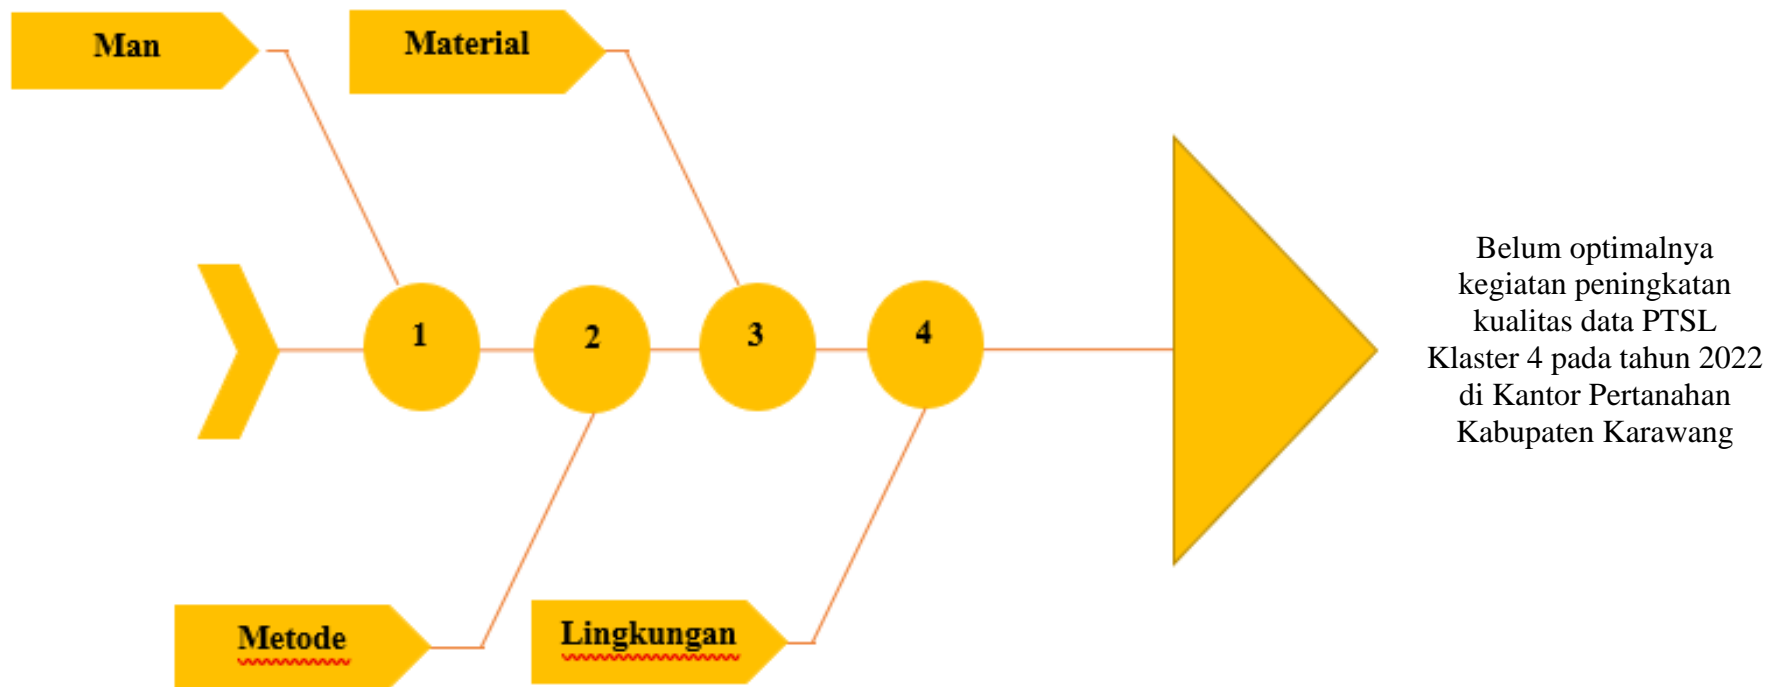 Man
Material
1
2
3
4
Belum optimalnya
kegiatan peningkatan
kualitas data PTSL
Klaster 4 pada tahun 2022
di Kantor Pertanahan
Kabupaten Karawang
Metode
Lingkungan